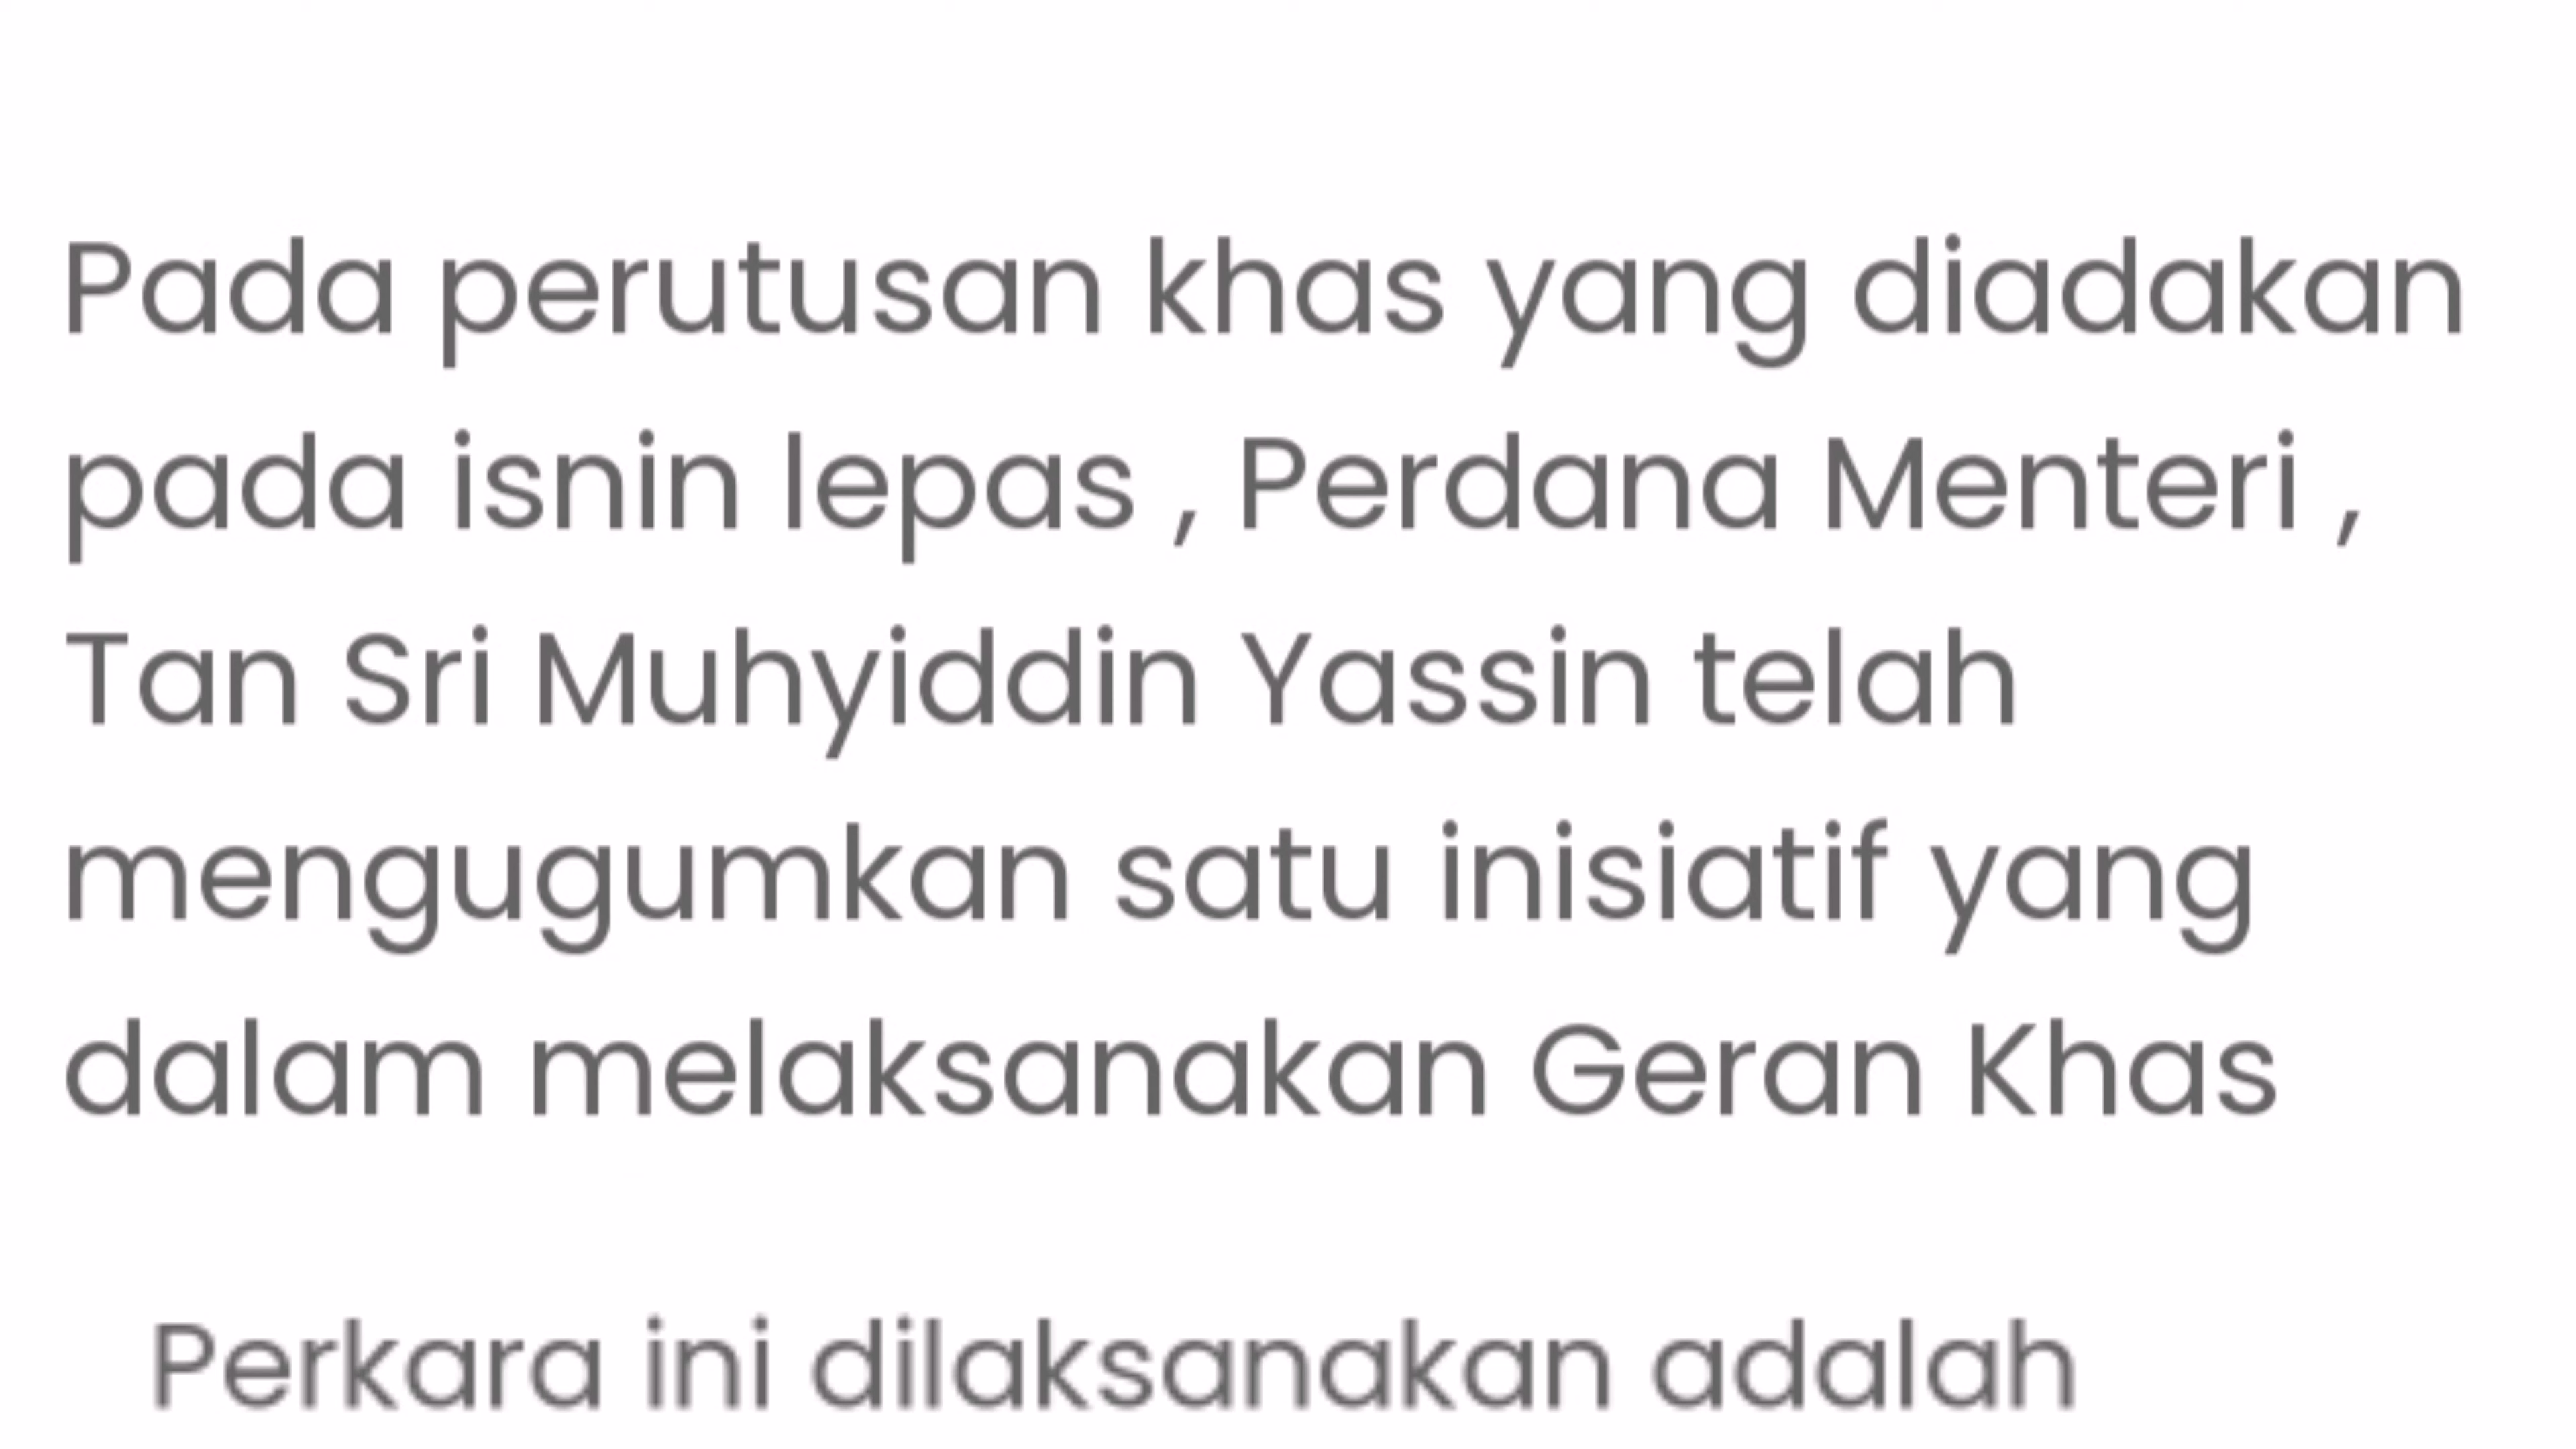 Pada perutusan khas yang diadakan
pada isnin lepas , Perdana Menteri ,
Tan Sri Muhyiddin Yassin telah
mengugumkan satu inisiatif yang
dalam melaksanakan Geran Khas
Perkara ini dilaksanakan adalah